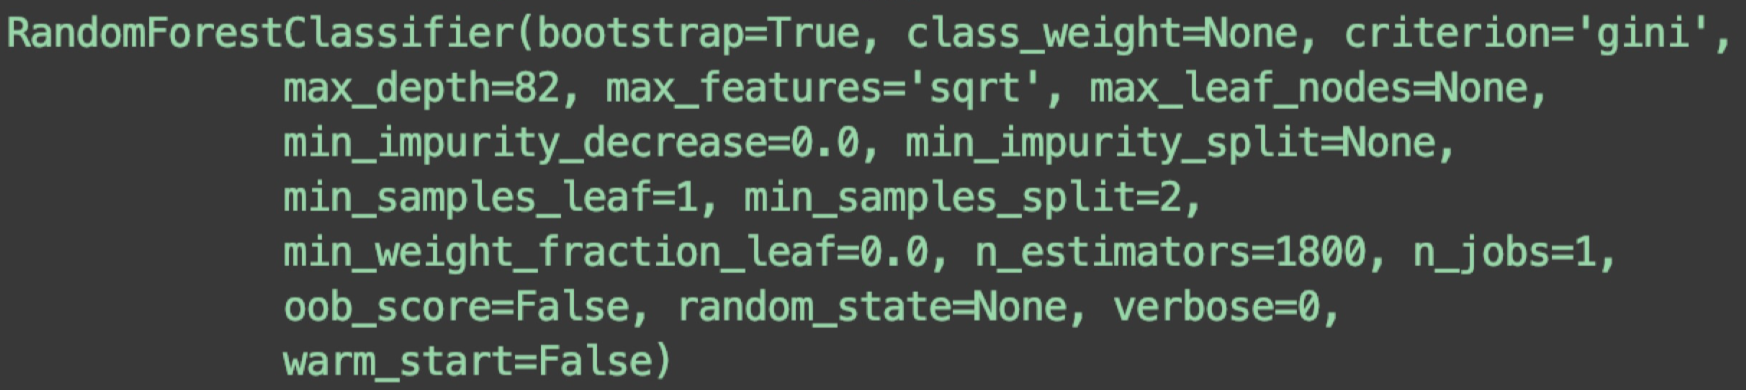 RandomForestClassifier(bootstrap=True, class_weight=None, criterion='gini',
max_depth=82, max_features='sqrt', max_leaf_nodes=None,
min_impurity_decrease=0.0, min_impurity_split=None,
min_samples_leaf=1, min_samples_split=2,
min_weight_fraction_leaf=0.0, n_estimators=1800, n_jobs=1,
oob_score=False, random_state=None, verbose=0,
warm_start=False)